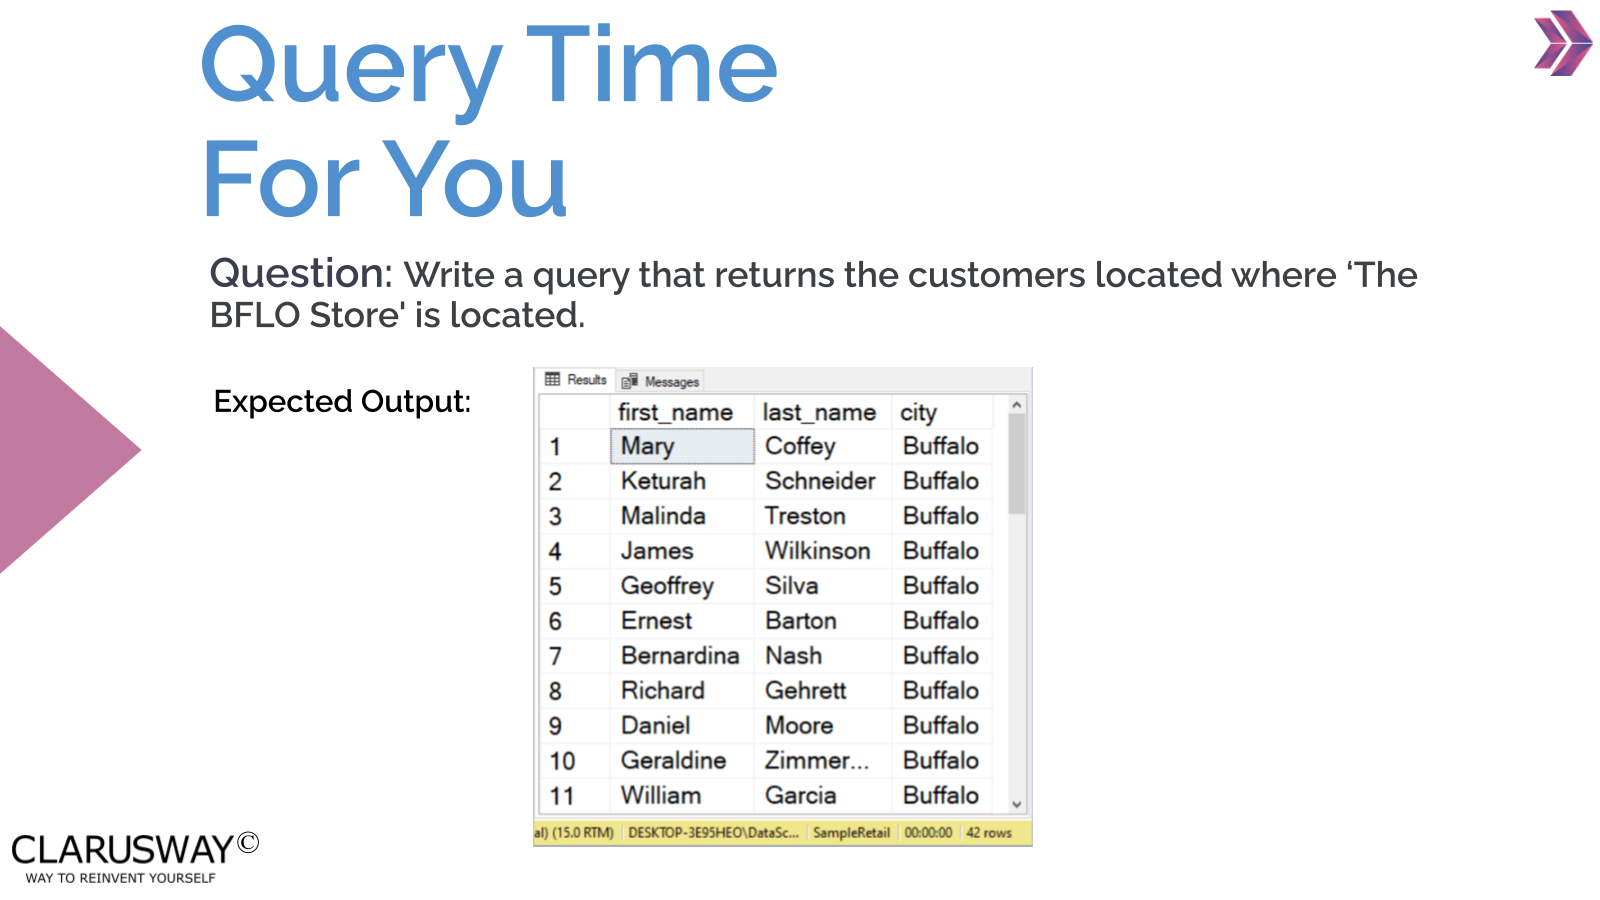 Query Time
For You
Question: Write a query that returns the customers located where ‘The
BFLO Store' is located.
Expected Output:
Results Messages
first_name last_name city
1 Mary Coffey Buffalo
2 Keturah Schneider Buffalo
3 Malinda Treston Buffalo
4 James Wilkinson Buffalo
5 Geoffrey Silva Buffalo
6 Ernest Barton Buffalo
7 Bernardina Nash Buffalo
8 Richard Gehrett Buffalo
9 Daniel Moore Buffalo
10 Geraldine Zimmer... Buffalo
11 William Garcia Buffalo
al) (15.0 RTM) DESKTOP-3E95HEO\DataSc... SampleRetail 00:00:00 42 rows
CLARUSWAY©
WAY TO REINVENT YOURSELF